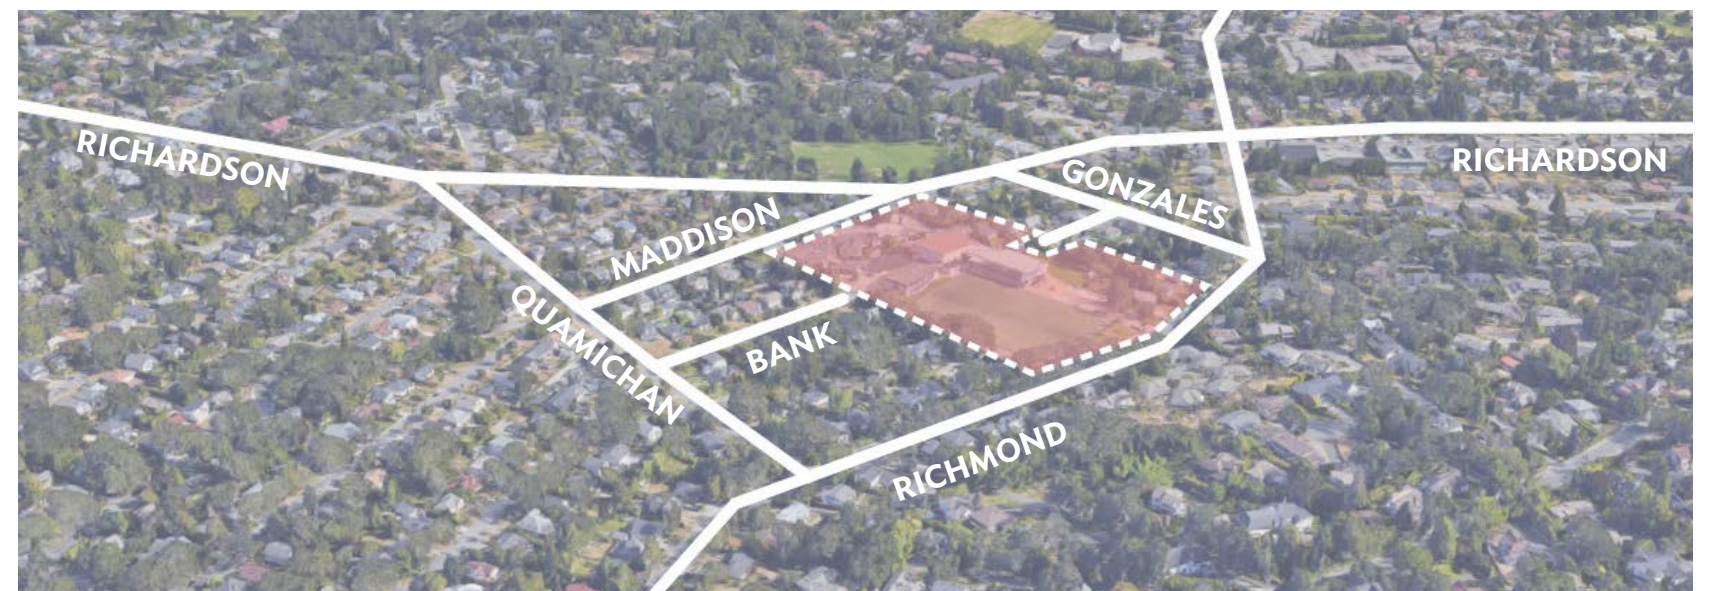 RICHARDSON
RICHARDSON
GONZALES
MADDISON
QUAMICHAN
BANK
RICHMOND